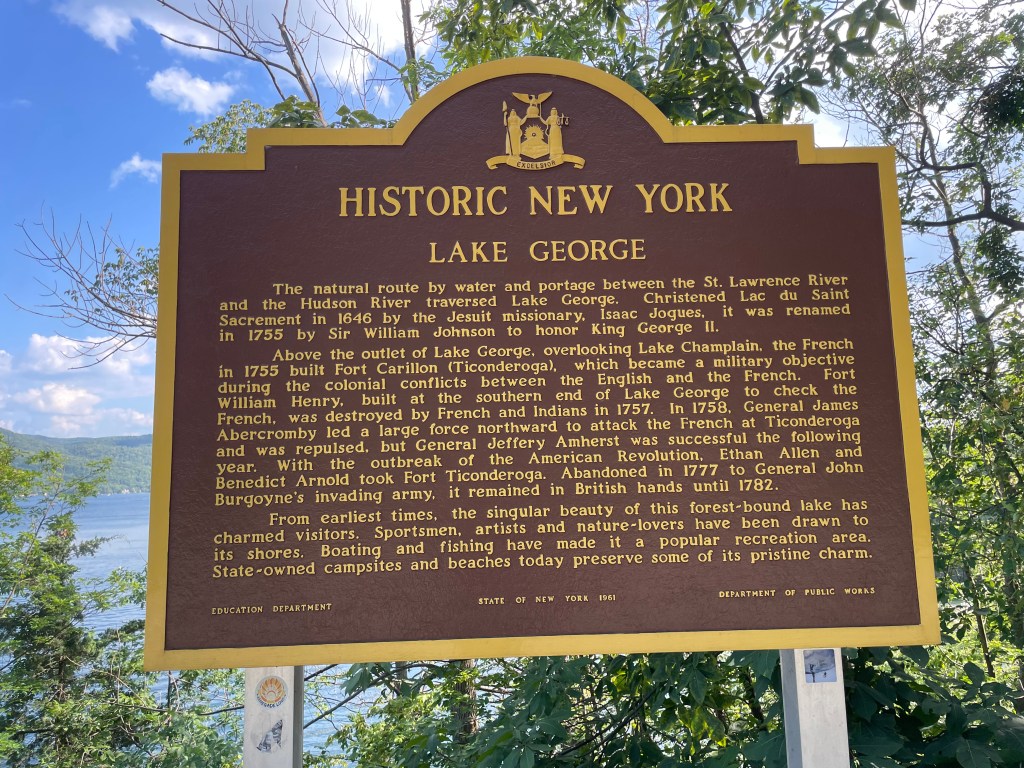 EXCELSIOR
HISTORIC NEW YORK
LAKE GEORGE
The natural route by water and portage between the St. Lawrence River
and the Hudson River traversed Lake George. Christened Lac du Saint
Sacrement in 1646 by the Jesuit missionary, Isaac Jogues, it was renamed
in 1755 by Sir William Johnson to honor King George II.
Above the outlet of Lake George, overlooking Lake Champlain, the French
in 1755 built Fort Carillon (Ticonderoga), which became a military objective
during the colonial conflicts between the English and the French. Fort
William Henry, built at the southern end of Lake George to check the
French, was destroyed by French and Indians in 1757. In 1758, General James
Abercromby led a large force northward to attack the French at Ticonderoga
and was repulsed, but General Jeffery Amherst was successful the following
year. With the outbreak of the American Revolution, Ethan Allen and
Benedict Arnold took Fort Ticonderoga. Abandoned in 1777 to General John
Burgoyne's invading army, it remained in British hands until 1782.
From earliest times, the singular beauty of this forest-bound lake has
charmed visitors. Sportsmen, artists and nature-lovers have been drawn to
its shores. Boating and fishing have made it a popular recreation area.
State-owned campsites and beaches today preserve some of its pristine charm.
EDUCATION DEPARTMENT STATE OF NEW YORK 1961 DEPARTMENT OF PUBLIC WORKS